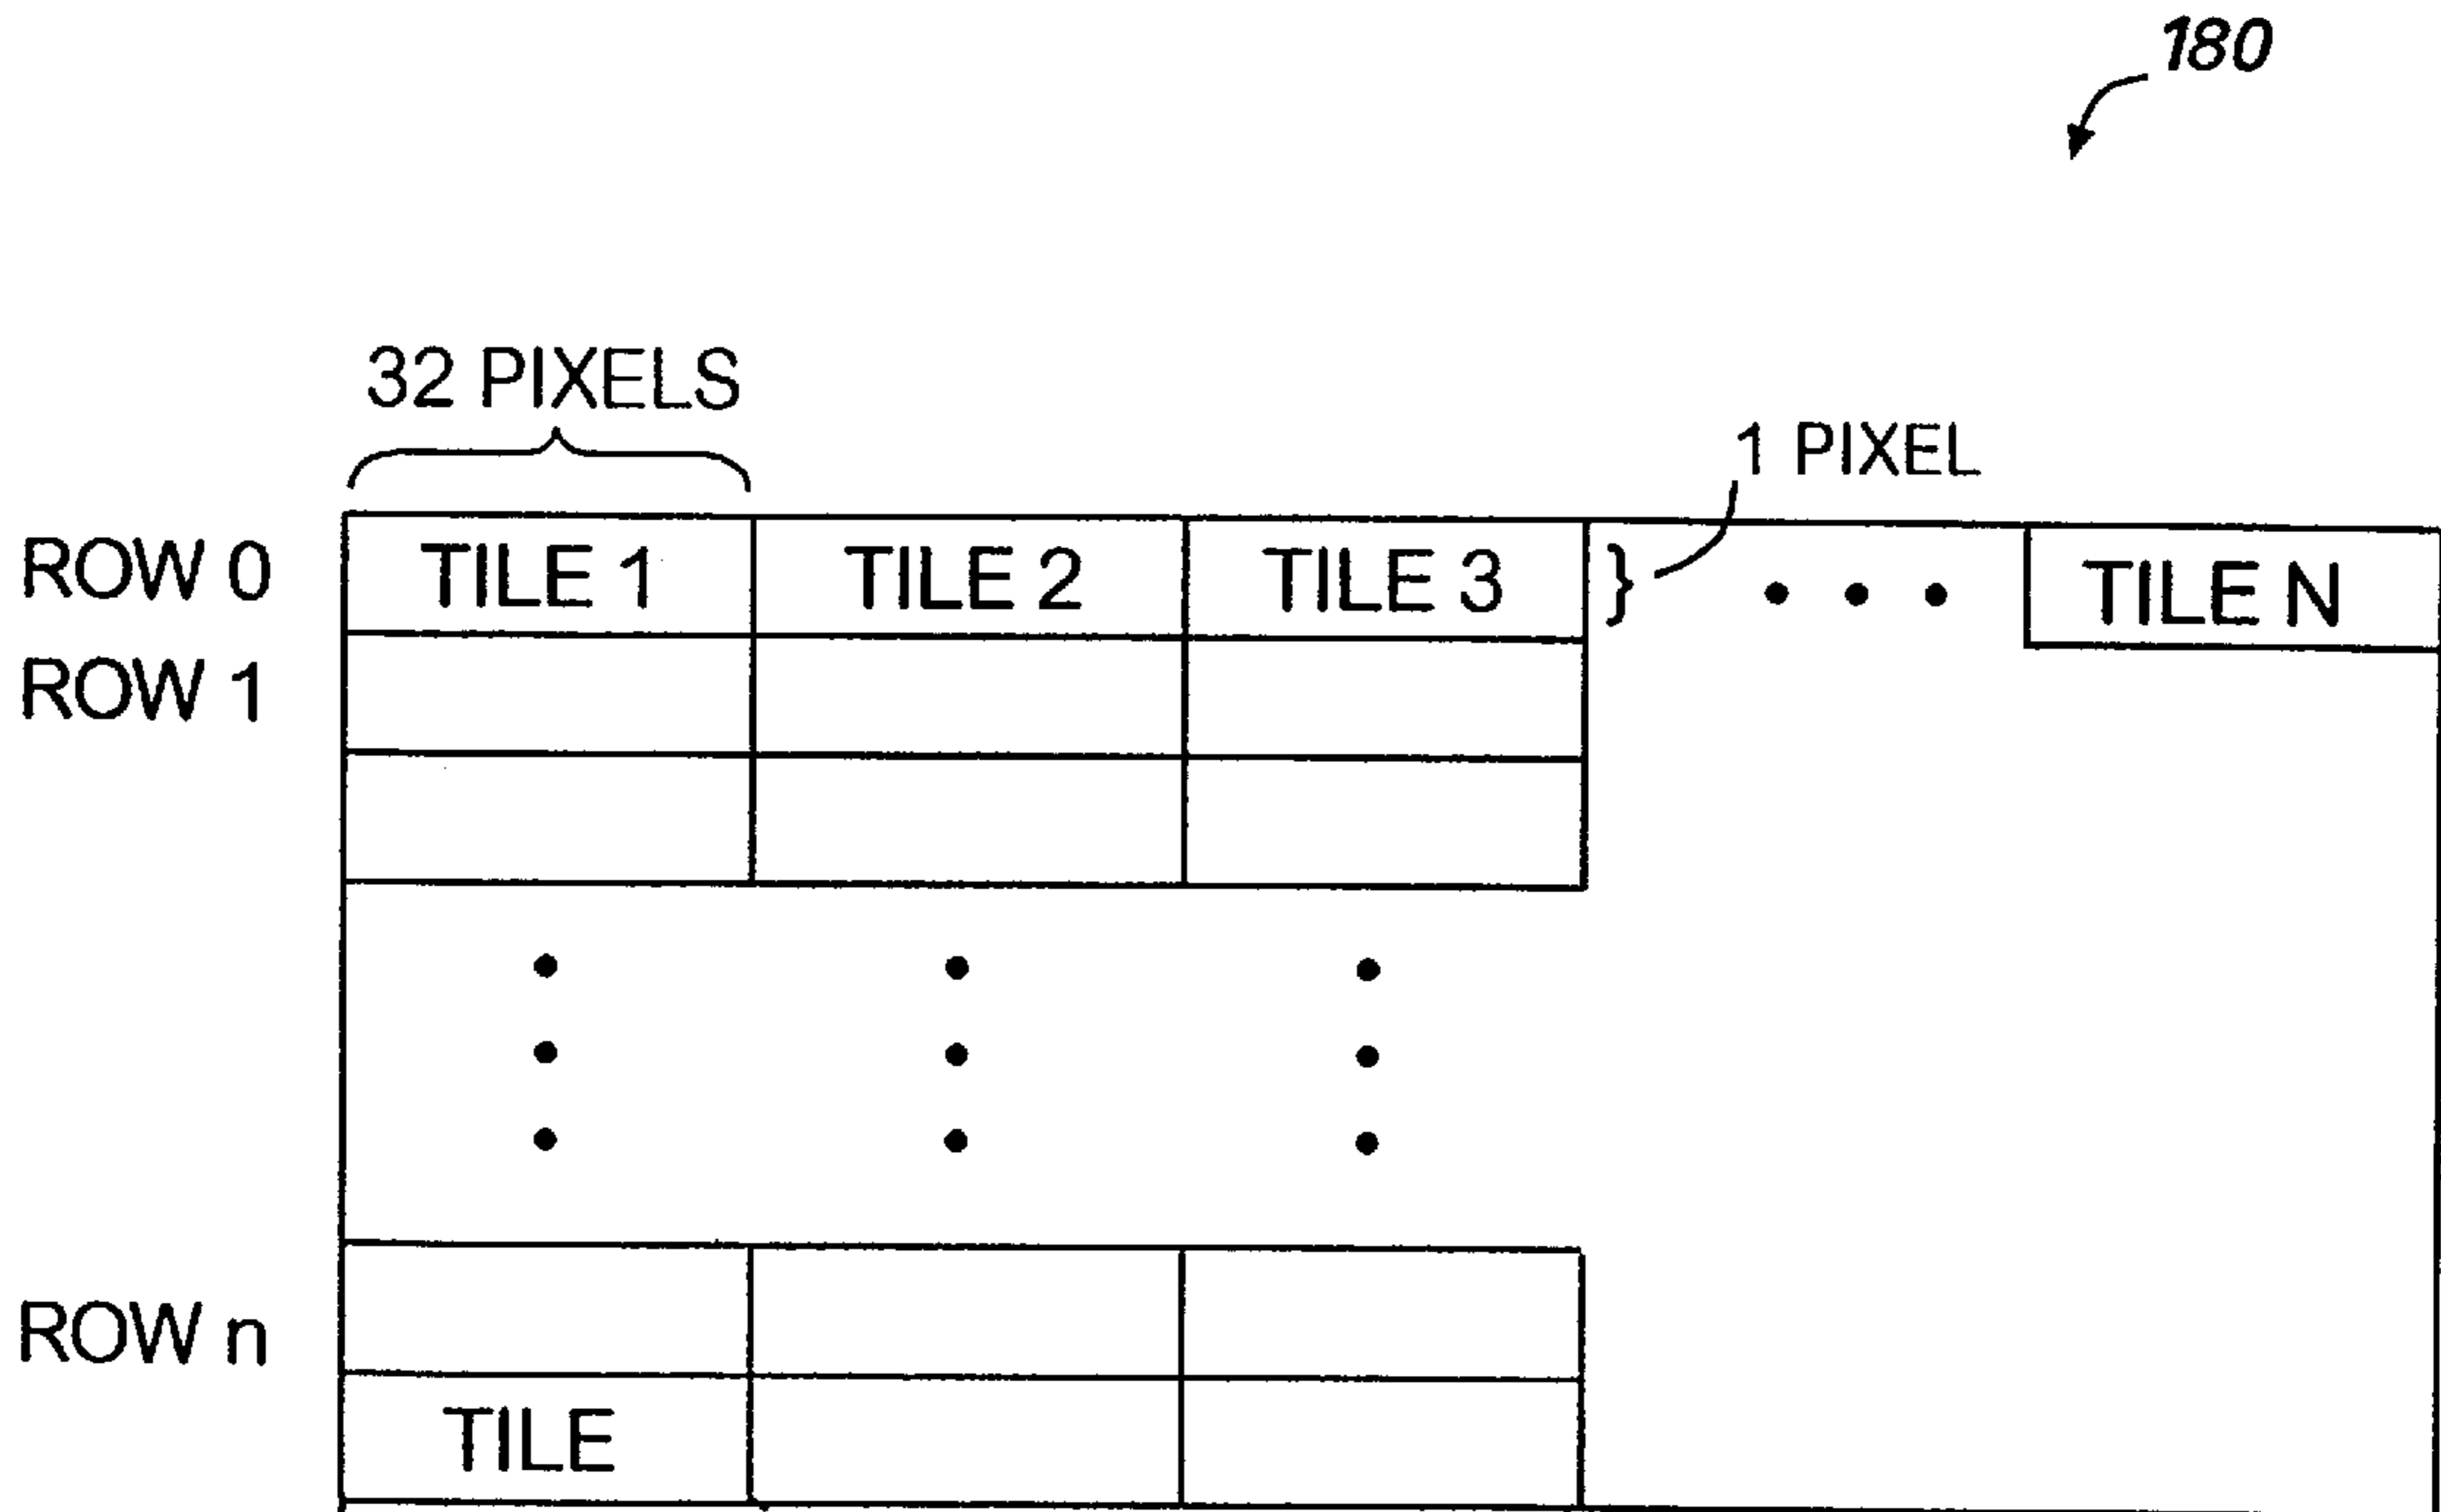 180
32 PIXELS
1 PIXEL
ROW 0 TILE 1 TILE 2 TILE 3 } • • • TILE N
ROW 1
ROW n
TILE